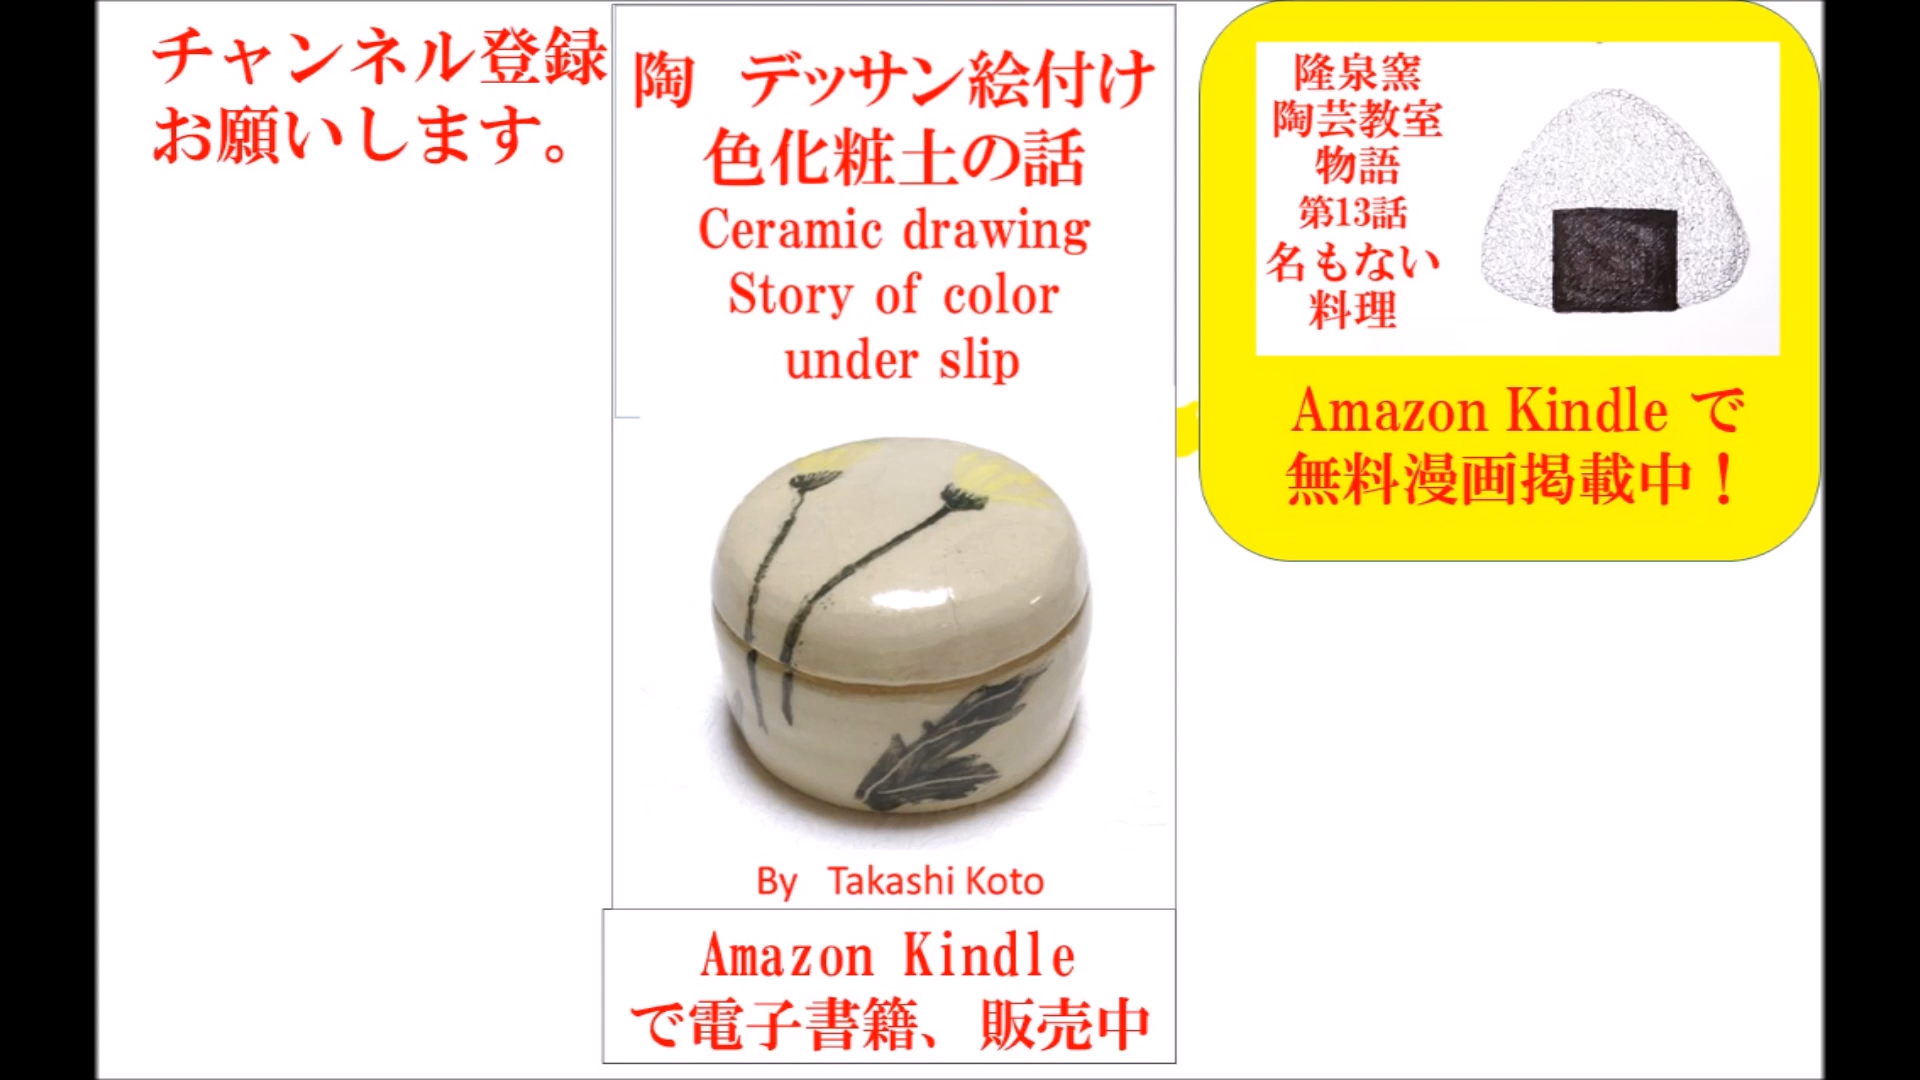 チャンネル登録
お願いします。
陶 デッサン絵付け
色化粧土の話
Ceramic drawing
Story of color
under slip
By Takashi Koto
Amazon Kindle
で電子書籍、販売中
隆泉窯
陶芸教室
物語
第13話
名もない
料理
Amazon Kindle で
無料漫画掲載中！